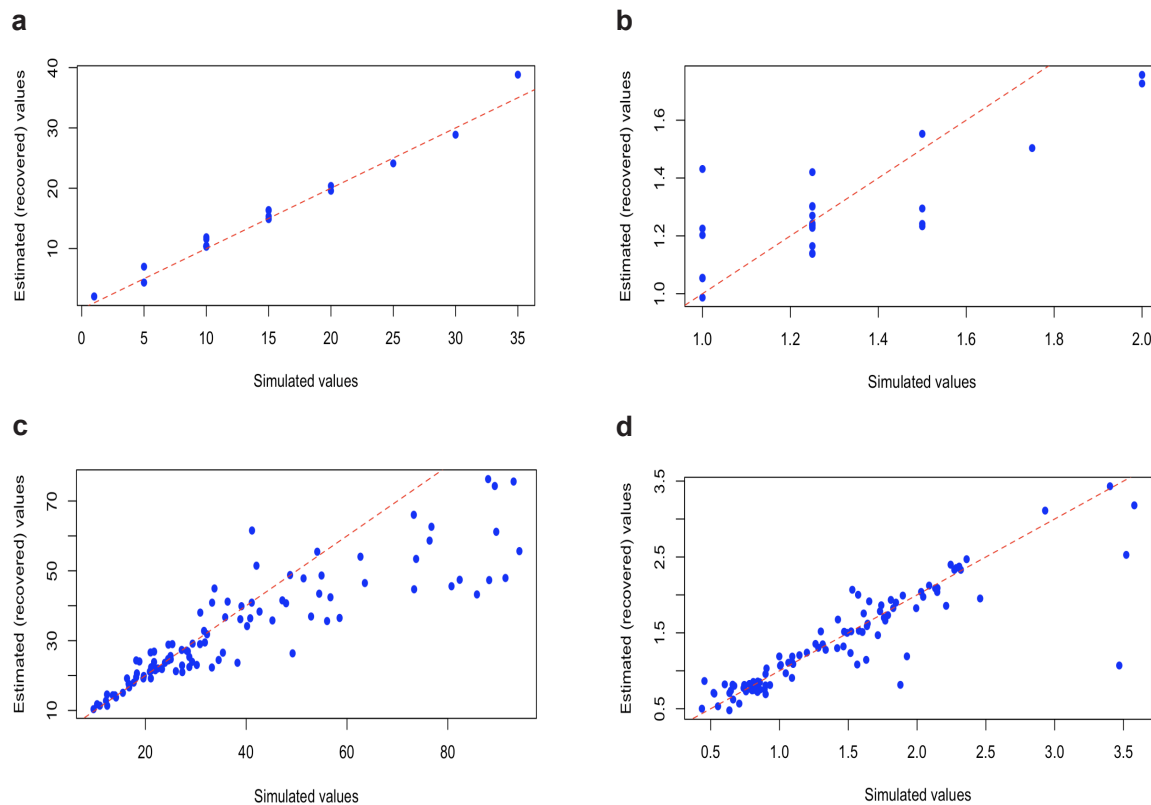 a
Estimated (recovered) values
10 20 30 40
0 5 10 15 20 25 30 35
Simulated values
b
Estimated (recovered) values
1.0 1.2 1.4 1.6
1.0 1.2 1.4 1.6 1.8 2.0
Simulated values
c
Estimated (recovered) values
10 30 50 70
20 40 60 80
Simulated values
d
Estimated (recovered) values
0.5 1.5 2.5 3.5
0.5 1.0 1.5 2.0 2.5 3.0 3.5
Simulated values